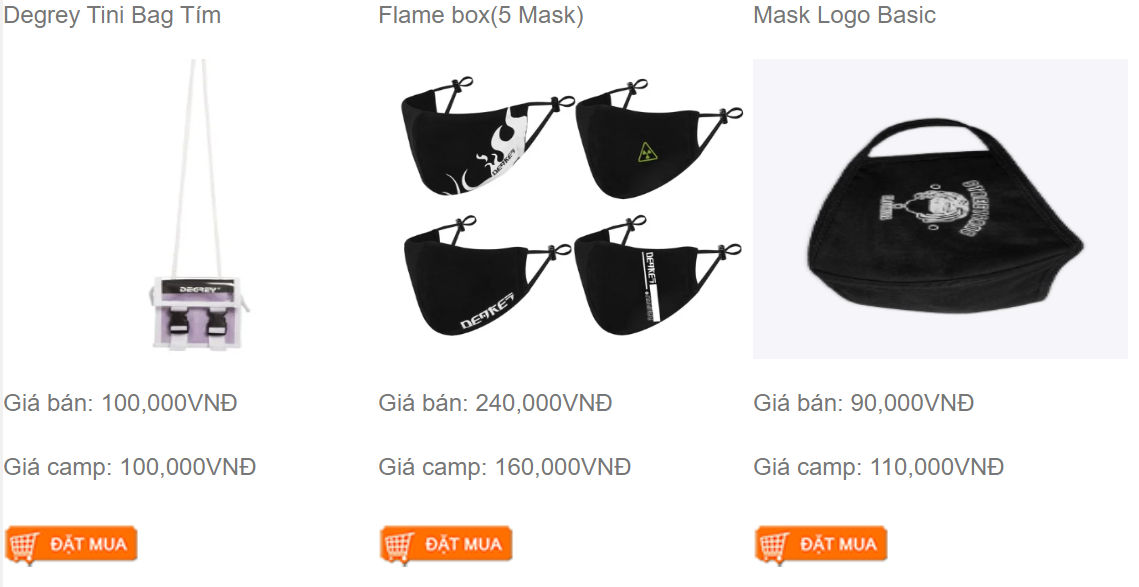 Degrey Tini Bag Tím
Flame box(5 Mask)
Mask Logo Basic
DEGREY
DEGREY
DEGREY
DEGREY
Giá bán: 100,000VNĐ
Giá bán: 240,000VNĐ
Giá bán: 90,000VNĐ
Giá camp: 100,000VNĐ
Giá camp: 160,000VNĐ
Giá camp: 110,000VNĐ
ĐẶT MUA
ĐẶT MUA
ĐẶT MUA